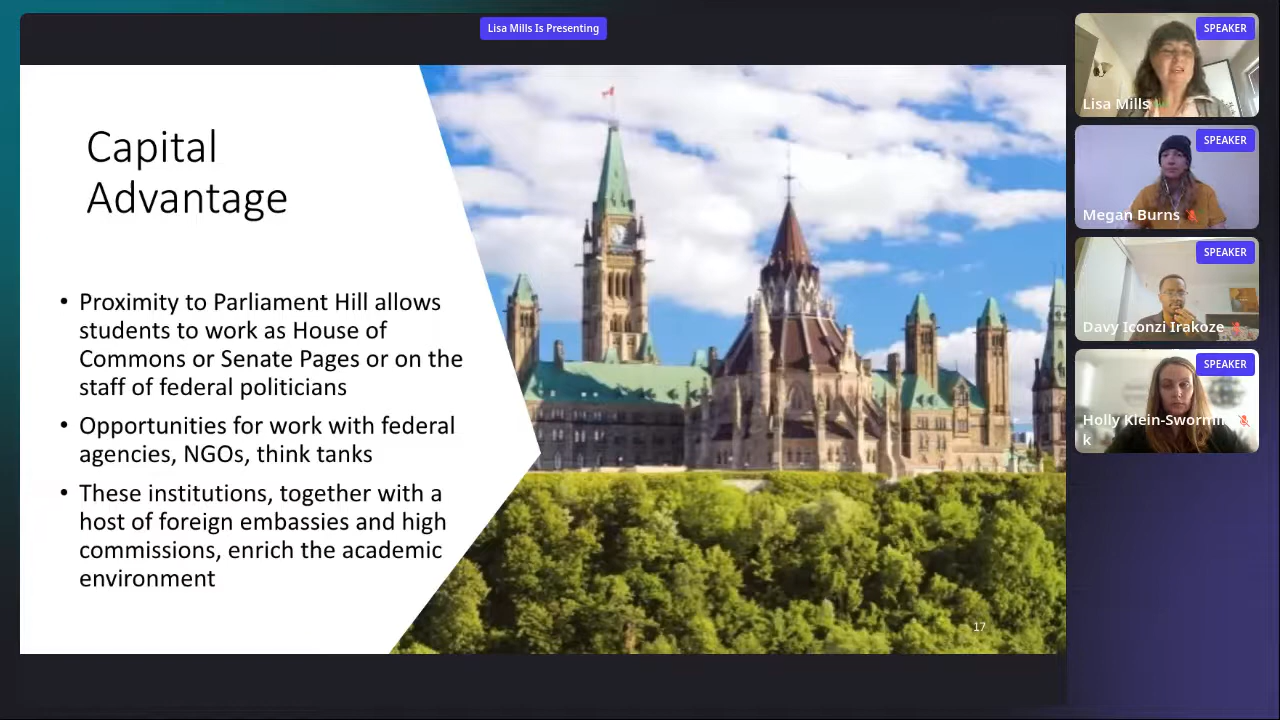 Lisa Mills Is Presenting
Capital
Advantage
• Proximity to Parliament Hill allows
students to work as House of
Commons or Senate Pages or on the
staff of federal politicians
• Opportunities for work with federal
agencies, NGOs, think tanks
• These institutions, together with a
host of foreign embassies and high
commissions, enrich the academic
environment
17
SPEAKER
Lisa Mills
SPEAKER
Megan Burns
SPEAKER
Davy Iconzi Irakoze
SPEAKER
k